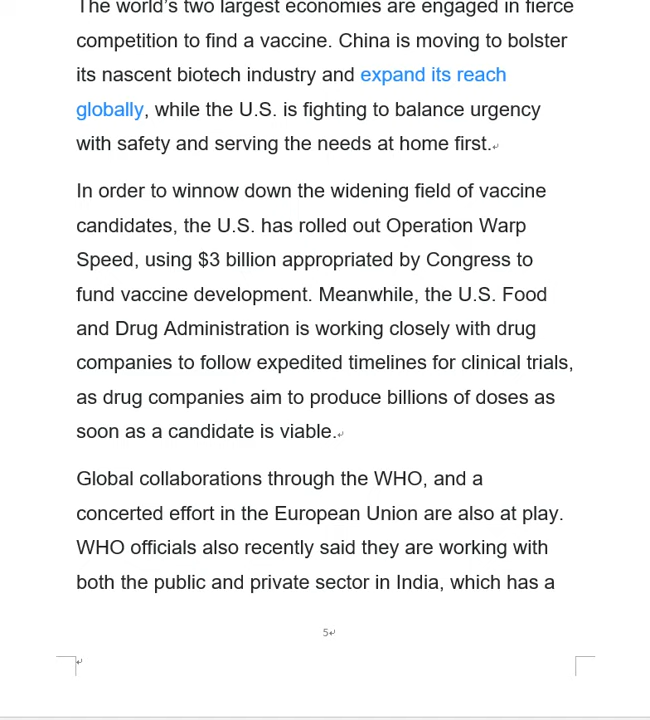 The world's two largest economies are engaged in fierce
competition to find a vaccine. China is moving to bolster
its nascent biotech industry and expand its reach
globally, while the U.S. is fighting to balance urgency
with safety and serving the needs at home first.
In order to winnow down the widening field of vaccine
candidates, the U.S. has rolled out Operation Warp
Speed, using $3 billion appropriated by Congress to
fund vaccine development. Meanwhile, the U.S. Food
and Drug Administration is working closely with drug
companies to follow expedited timelines for clinical trials,
as drug companies aim to produce billions of doses as
soon as a candidate is viable.
Global collaborations through the WHO, and a
concerted effort in the European Union are also at play.
WHO officials also recently said they are working with
both the public and private sector in India, which has a
5